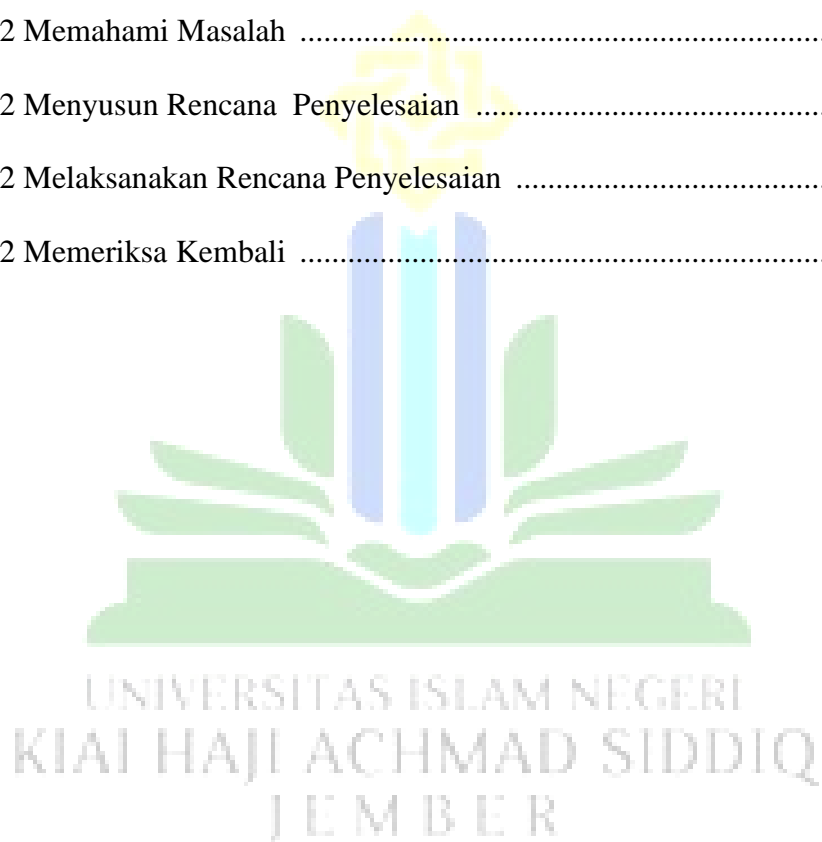 2 Memahami Masalah ..................................................................
2 Menyusun Rencana Penyelesaian ............................................
2 Melaksanakan Rencana Penyelesaian .......................................
2 Memeriksa Kembali ..................................................................
UNIVERSITAS ISLAM NEGERI
KIAI HAJI ACHMAD SIDDIQ
JEMBER